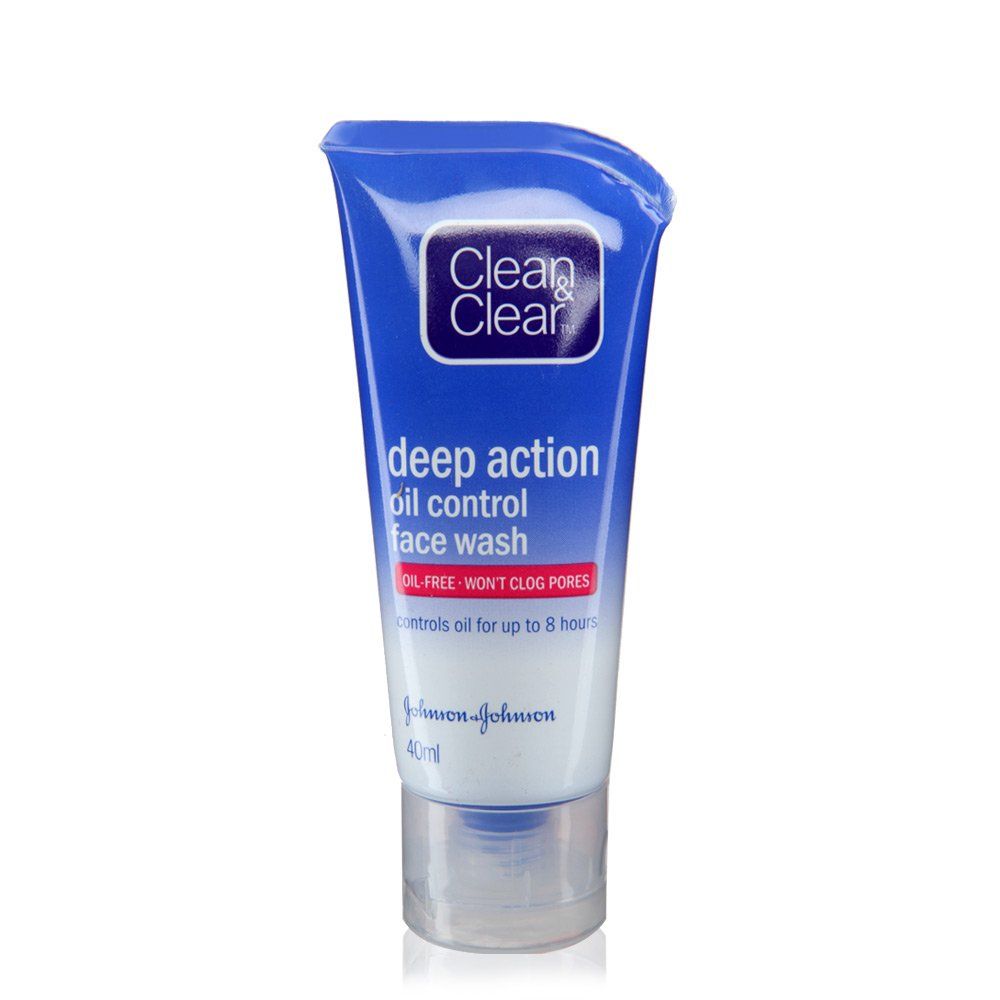 Clean
&
Clear™
deep action
oil control
face wash
OIL-FREE · WON'T CLOG PORES
controls oil for up to 8 hours
Johnson & Johnson
40ml